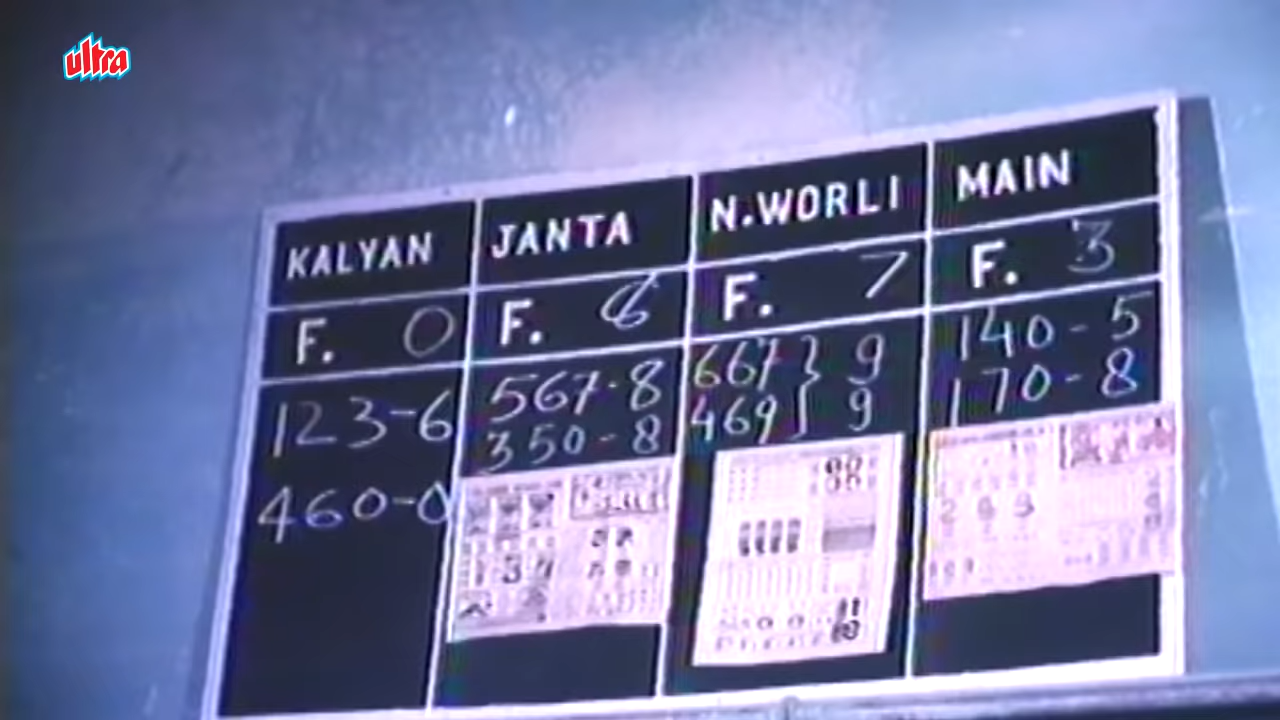 ultra
KALYAN
F. 0
123-6
460-0
JANTA
F. 6
567-8
350-8
N.WORLI
F. 7
667} 9
469} 9
MAIN
F. 3
140-5
170-8